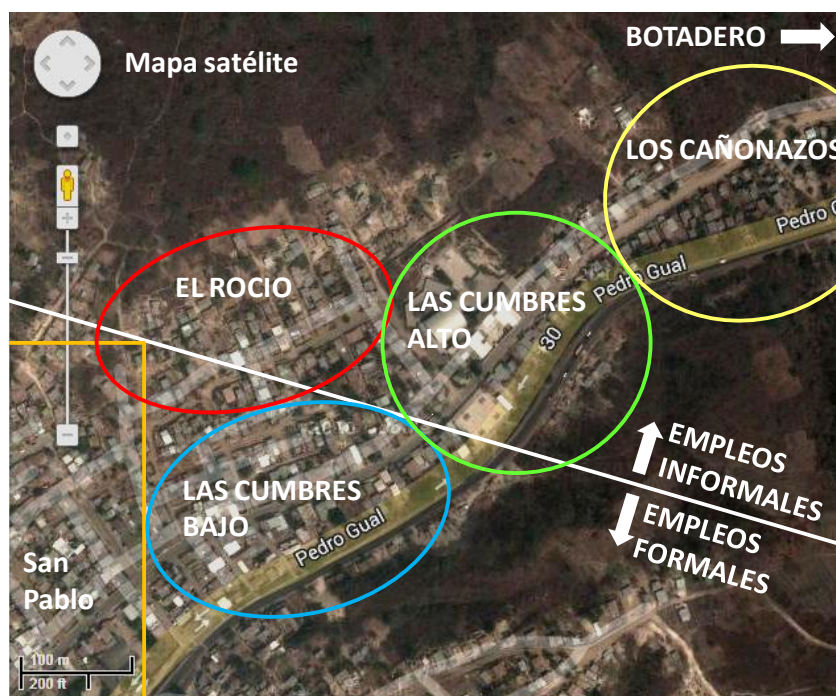 BOTADERO
Mapa satélite
LOS CAÑONAZOS
Pedro G
EL ROCIO
Pedro Gual
LAS CUMBRES
ALTO
30
EMPLEOS
INFORMALES
LAS CUMBRES
BAJO
EMPLEOS
FORMALES
Pedro Gual
San
Pablo
100 m
200 ft